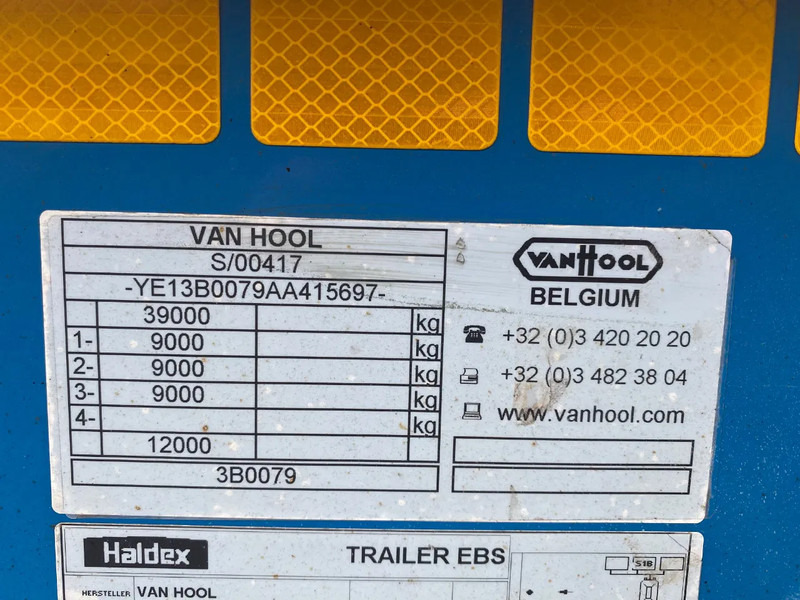 VAN HOOL
S/00417
-YE13B0079AA415697-
39000 kg
1- 9000 kg
2- 9000 kg
3- 9000 kg
4- kg
12000
3B0079
VANHOOL
BELGIUM
+32 (0)3 420 20 20
+32 (0)3 482 38 04
www.vanhool.com
Haldex TRAILER EBS
S1B
HERSTELLER VAN HOOL